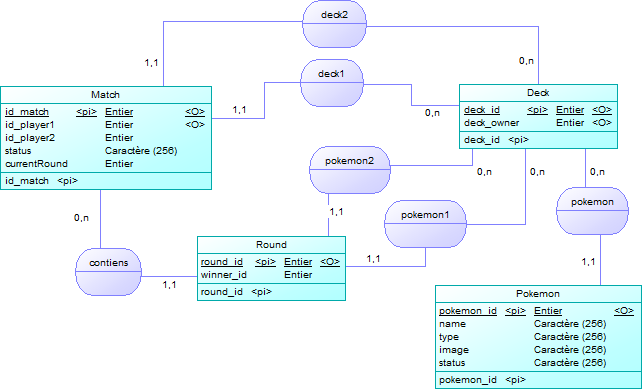 deck2
1,1
0,n
deck1
1,1
0,n
Match
id_match <pi> Entier <O>
id_player1 Entier <O>
id_player2 Entier
status Caractère (256)
currentRound Entier
id_match <pi>
Deck
deck_id <pi> Entier <O>
deck_owner Entier <O>
deck_id <pi>
pokemon2
0,n
0,n
0,n
1,1
pokemon1
pokemon
0,n
contiens
1,1
Round
round_id <pi> Entier <O>
winner_id Entier
round_id <pi>
1,1
1,1
Pokemon
pokemon_id <pi> Entier <O>
name Caractère (256)
type Caractère (256)
image Caractère (256)
status Caractère (256)
pokemon_id <pi>